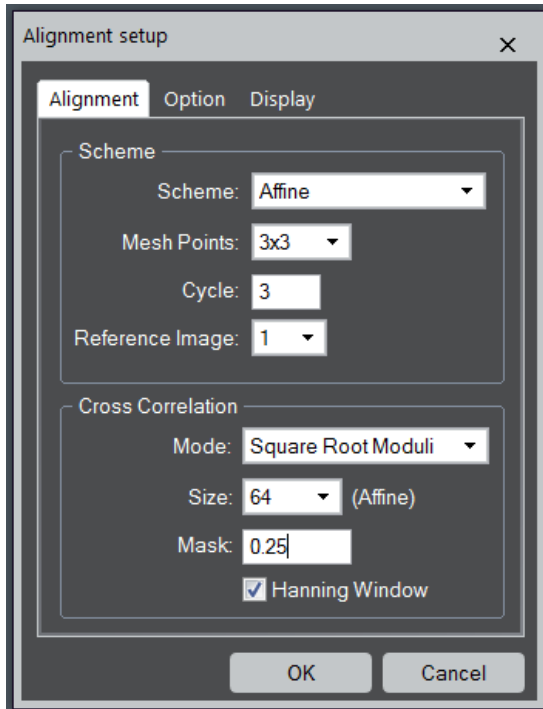 Alignment setup
Alignment Option Display
Scheme
Scheme: Affine
Mesh Points: 3x3
Cycle: 3
Reference Image: 1
Cross Correlation
Mode: Square Root Moduli
Size: 64 (Affine)
Mask: 0.25
Hanning Window
OK Cancel